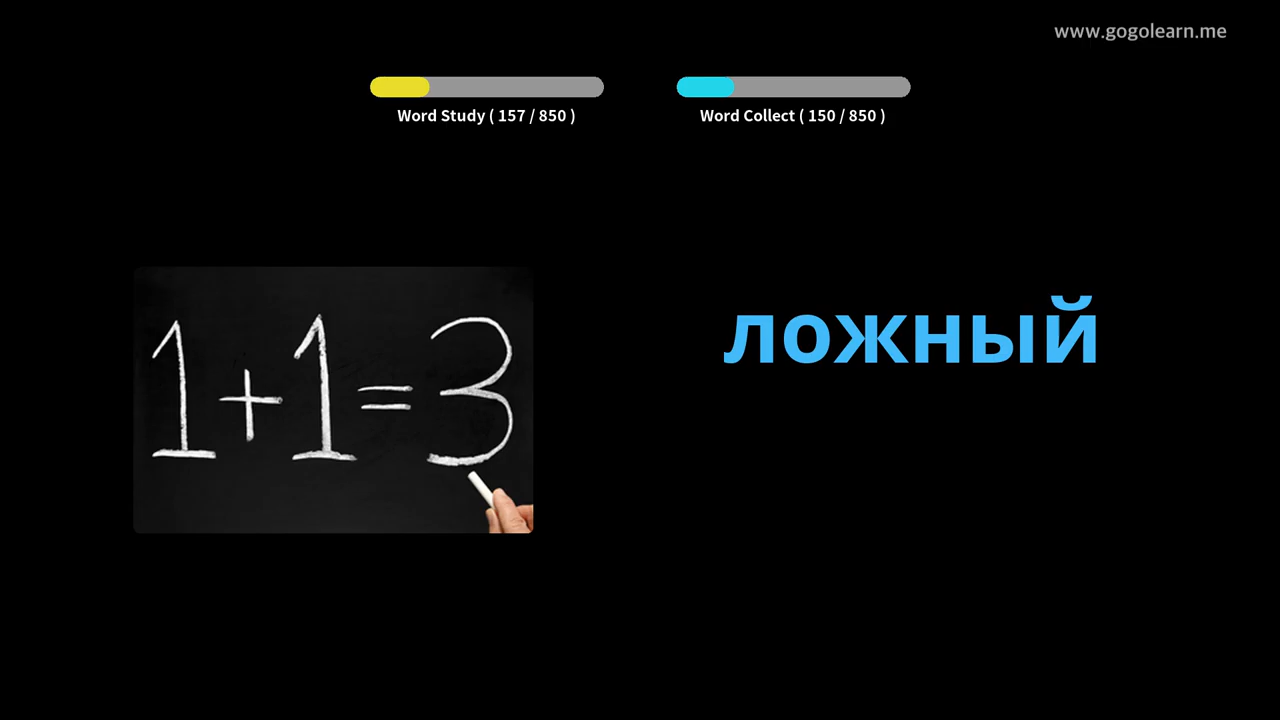 www.gogolearn.me
Word Study ( 157 / 850 )
Word Collect ( 150 / 850 )
1+1=3
ложный